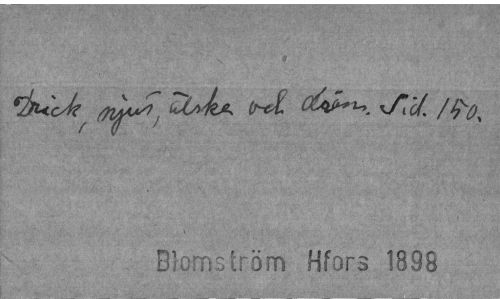 Drick, njut, älska och dröm. Sid. 150.
Blomström Hfors 1898